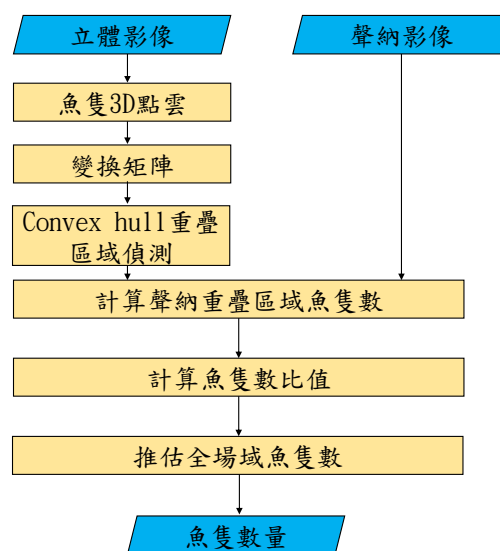 立體影像
聲納影像
魚隻3D點雲
變換矩陣
Convex hull重疊
區域偵測
計算聲納重疊區域魚隻數
計算魚隻數比值
推估全場域魚隻數
魚隻數量